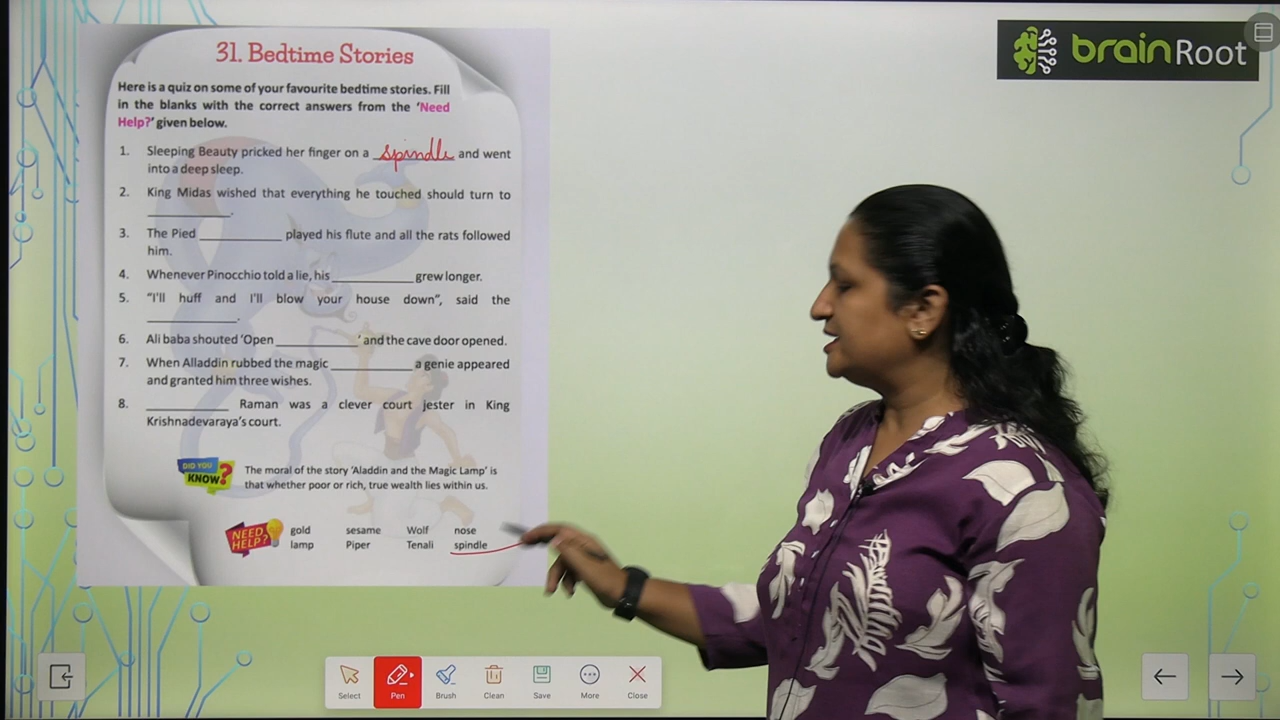 31. Bedtime Stories
Here is a quiz on some of your favourite bedtime stories. Fill
in the blanks with the correct answers from the 'Need
Help?' given below.
1. Sleeping Beauty pricked her finger on a spindle and went
into a deep sleep.
2. King Midas wished that everything he touched should turn to
____________.
3. The Pied ____________ played his flute and all the rats followed
him.
4. Whenever Pinocchio told a lie, his ____________ grew longer.
5. "I'll huff and I'll blow your house down", said the
____________.
6. Ali baba shouted 'Open ____________' and the cave door opened.
7. When Alladdin rubbed the magic ____________ a genie appeared
and granted him three wishes.
8. ____________ Raman was a clever court jester in King
Krishnadevaraya's court.
DID YOU
KNOW?
The moral of the story 'Aladdin and the Magic Lamp' is
that whether poor or rich, true wealth lies within us.
NEED
HELP?
gold sesame Wolf nose
lamp Piper Tenali spindle
brainRoot
Select Pen Brush Clean Save More Close